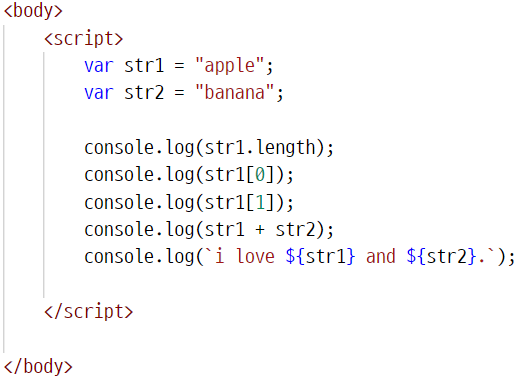 <body>
<script>
var str1 = "apple";
var str2 = "banana";
console.log(str1.length);
console.log(str1[0]);
console.log(str1[1]);
console.log(str1 + str2);
console.log(`i love ${str1} and ${str2}.`);
</script>
</body>